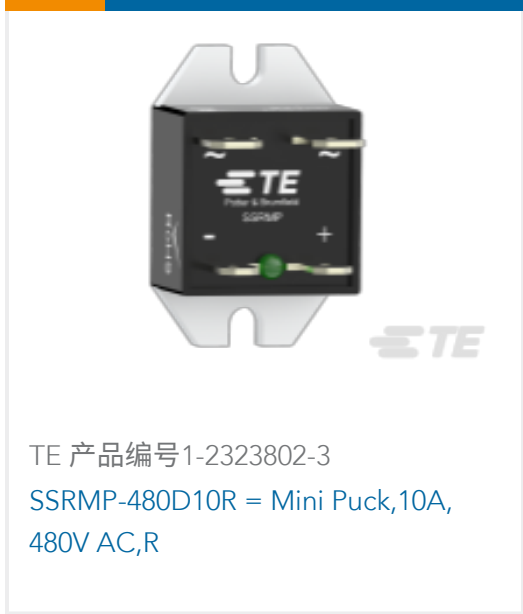 ~ ~
TE
Potter & Brumfield
SSRMP
- +
TE
TE 产品编号1-2323802-3
SSRMP-480D10R = Mini Puck,10A,
480V AC,R